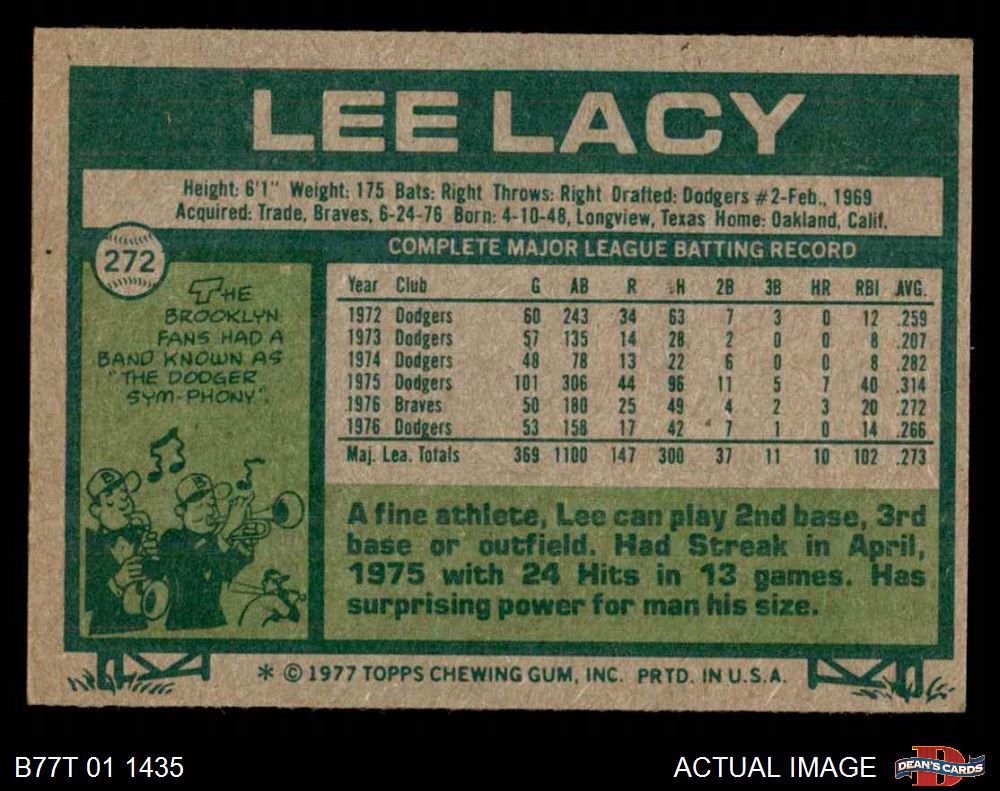 LEE LACY
Height: 6'1" Weight: 175 Bats: Right Throws: Right Drafted: Dodgers #2-Feb., 1969
Acquired: Trade, Braves, 6-24-76 Born: 4-10-48, Longview, Texas Home: Oakland, Calif.
272
THE
BROOKLYN
FANS HAD A
BAND KNOWN AS
"THE DODGER
SYM-PHONY".
COMPLETE MAJOR LEAGUE BATTING RECORD
Year Club G AB R H 2B 3B HR RBI AVG.
1972 Dodgers 60 243 34 63 7 3 0 12 .259
1973 Dodgers 57 135 14 28 2 0 0 8 .207
1974 Dodgers 48 78 13 22 6 0 0 8 .282
1975 Dodgers 101 306 44 96 11 5 7 40 .314
1976 Braves 50 180 25 49 4 2 3 20 .272
1976 Dodgers 53 158 17 42 7 1 0 14 .266
Maj. Lea. Totals 369 1100 147 300 37 11 10 102 .273
A fine athlete, Lee can play 2nd base, 3rd
base or outfield. Had Streak in April,
1975 with 24 Hits in 13 games. Has
surprising power for man his size.
* © 1977 TOPPS CHEWING GUM, INC. PRTD. IN U.S.A.
B77T 01 1435
ACTUAL IMAGE
DEAN'S CARDS